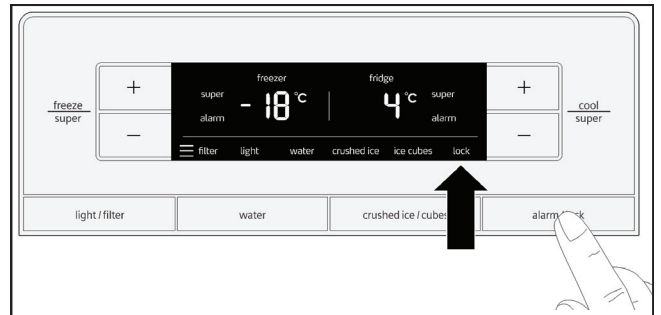 freezer fridge
+ super -18 °C 4 °C super +
freeze cool
super super
alarm alarm
− −
filter light water crushed ice ice cubes lock
light / filter water crushed ice / cubes alarm